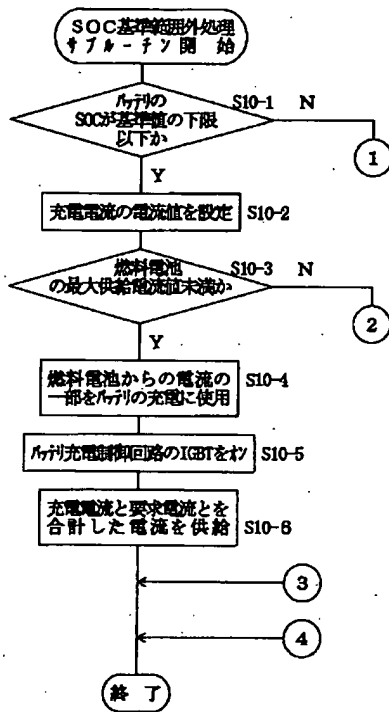 SOC基準範囲外処理
サブルーチン開始
バッテリの
SOCが基準値の下限
以下か
S10-1
N
1
Y
充電電流の電流値を設定
S10-2
燃料電池
の最大供給電流値未満か
S10-3
N
2
Y
燃料電池からの電流の
一部をバッテリの充電に使用
S10-4
バッテリ充電制御回路のIGBTをオン
S10-5
充電電流と要求電流とを
合計した電流を供給
S10-6
3
4
終了